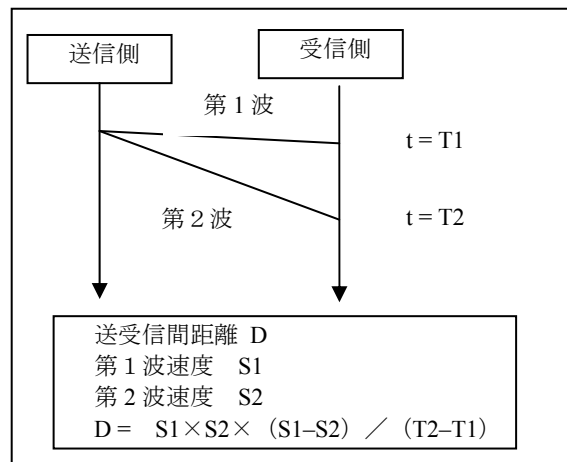 送信側
受信側
第１波
t = T1
第２波
t = T2
送受信間距離 D
第１波速度　S1
第２波速度　S2
D =　S1×S2×（S1–S2）／（T2–T1）